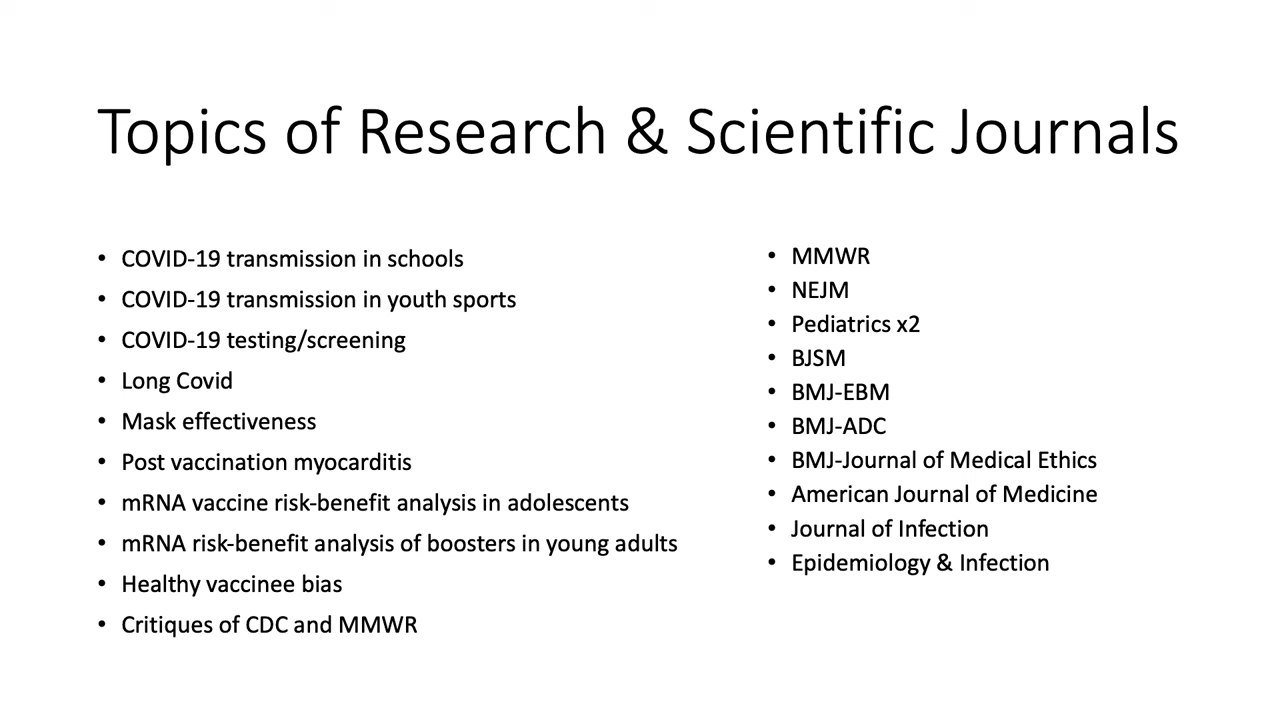 Topics of Research & Scientific Journals
• COVID-19 transmission in schools
• COVID-19 transmission in youth sports
• COVID-19 testing/screening
• Long Covid
• Mask effectiveness
• Post vaccination myocarditis
• mRNA vaccine risk-benefit analysis in adolescents
• mRNA risk-benefit analysis of boosters in young adults
• Healthy vaccinee bias
• Critiques of CDC and MMWR
• MMWR
• NEJM
• Pediatrics x2
• BJSM
• BMJ-EBM
• BMJ-ADC
• BMJ-Journal of Medical Ethics
• American Journal of Medicine
• Journal of Infection
• Epidemiology & Infection